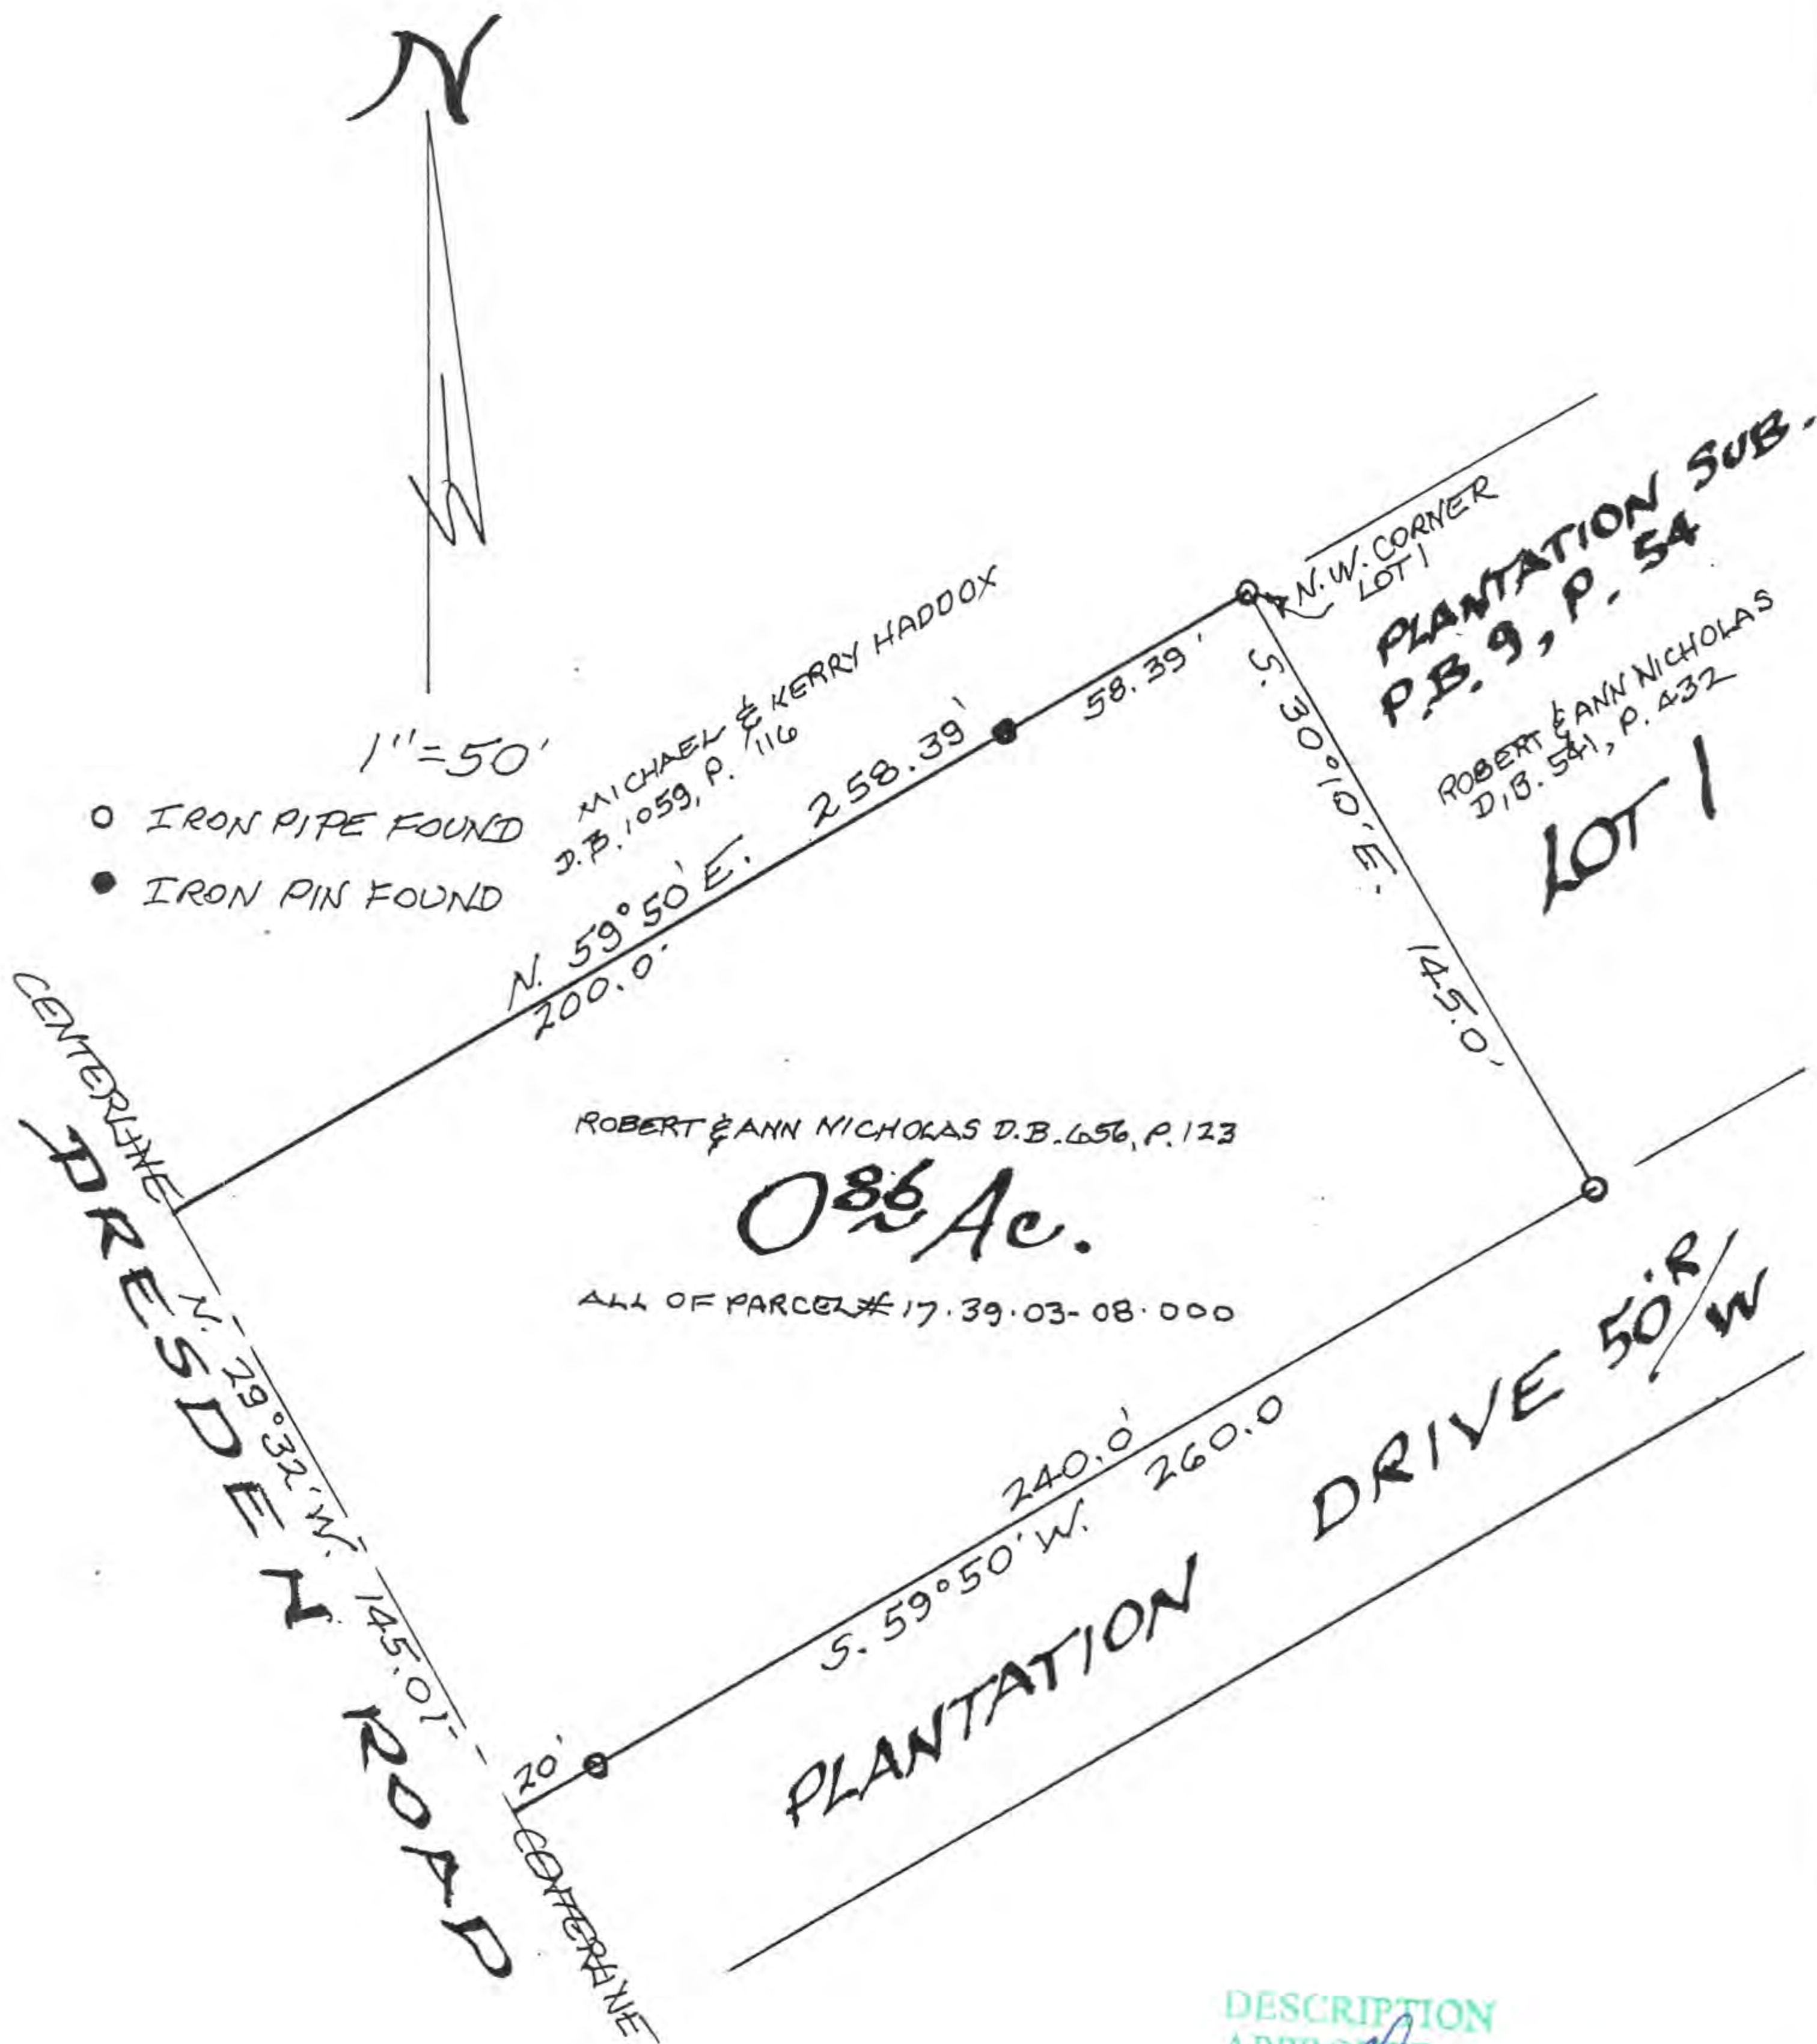 N
1"=50'
○ IRON PIPE FOUND
● IRON PIN FOUND
MICHAEL & KERRY HADDOX
D.B. 1059, P. 116
N. 59°50'E. 258.39'
200.0'
58.39'
N.W. CORNER
LOT 1
PLANTATION SUB.
P.B. 9, P. 54
ROBERT & ANN NICHOLAS
D.B. 541, P. 432
LOT 1
S. 30°10'E. 145.0'
CENTERLINE
DRESDEN ROAD
N. 29°32'W. 145.01'
CENTERLINE
ROBERT & ANN NICHOLAS D.B. 656, P. 123
0.86 Ac.
ALL OF PARCEL # 17.39.03-08.000
240.0'
S. 59°50'W. 260.0
20'
PLANTATION DRIVE 50' R/W
DESCRIPTION